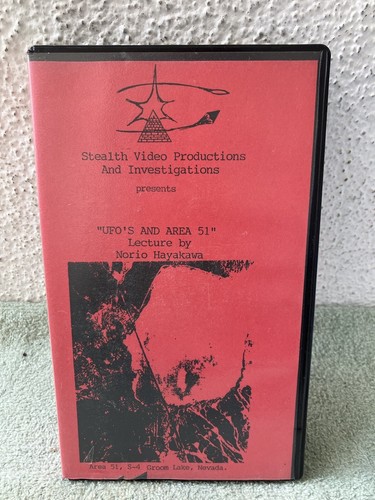 Stealth Video Productions
And Investigations
presents
"UFO'S AND AREA 51"
Lecture by
Norio Hayakawa
Area 51, S-4 Groom Lake, Nevada.